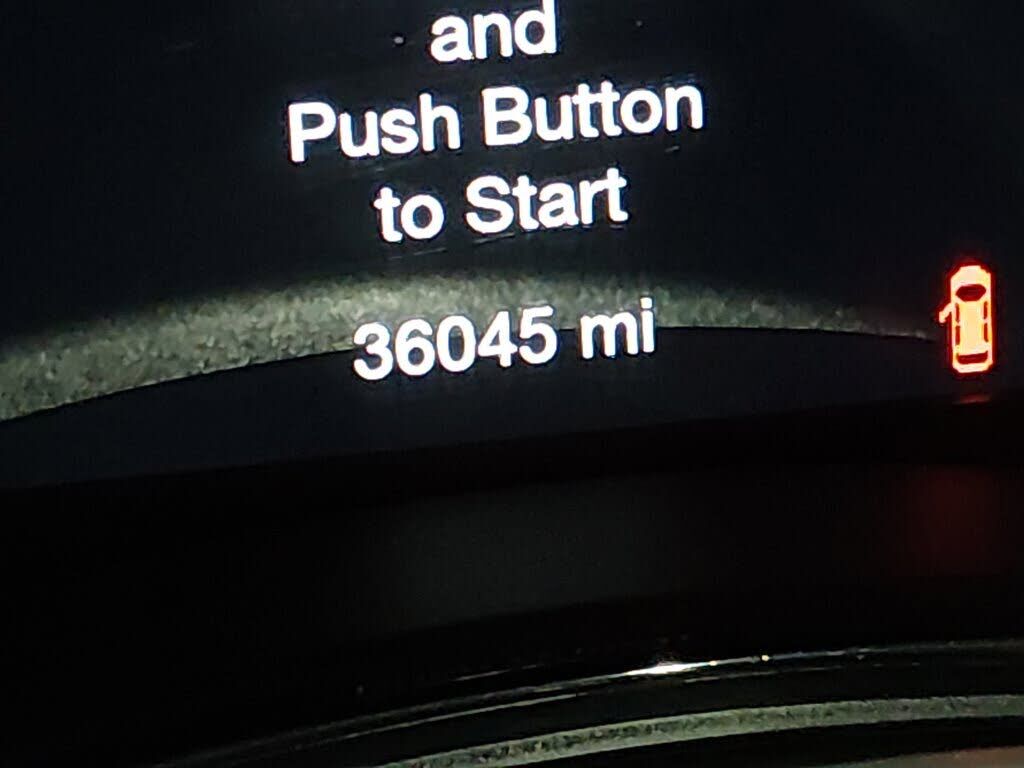 and
Push Button
to Start
36045 mi